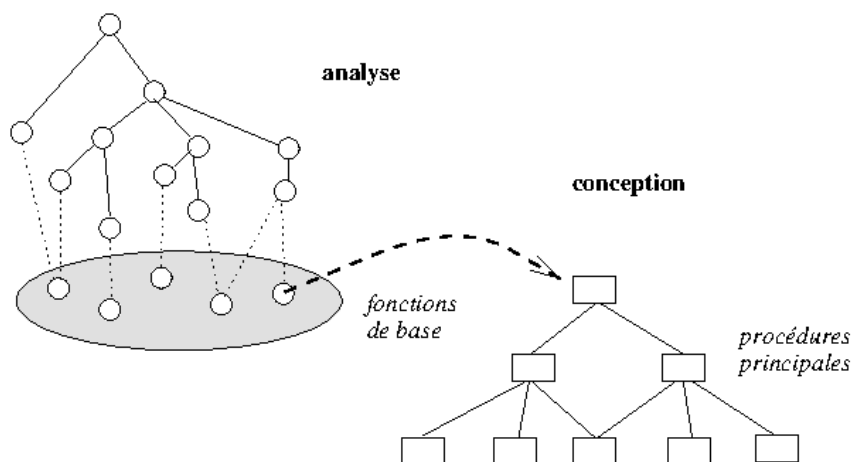 analyse
conception
fonctions
de base
procédures
principales